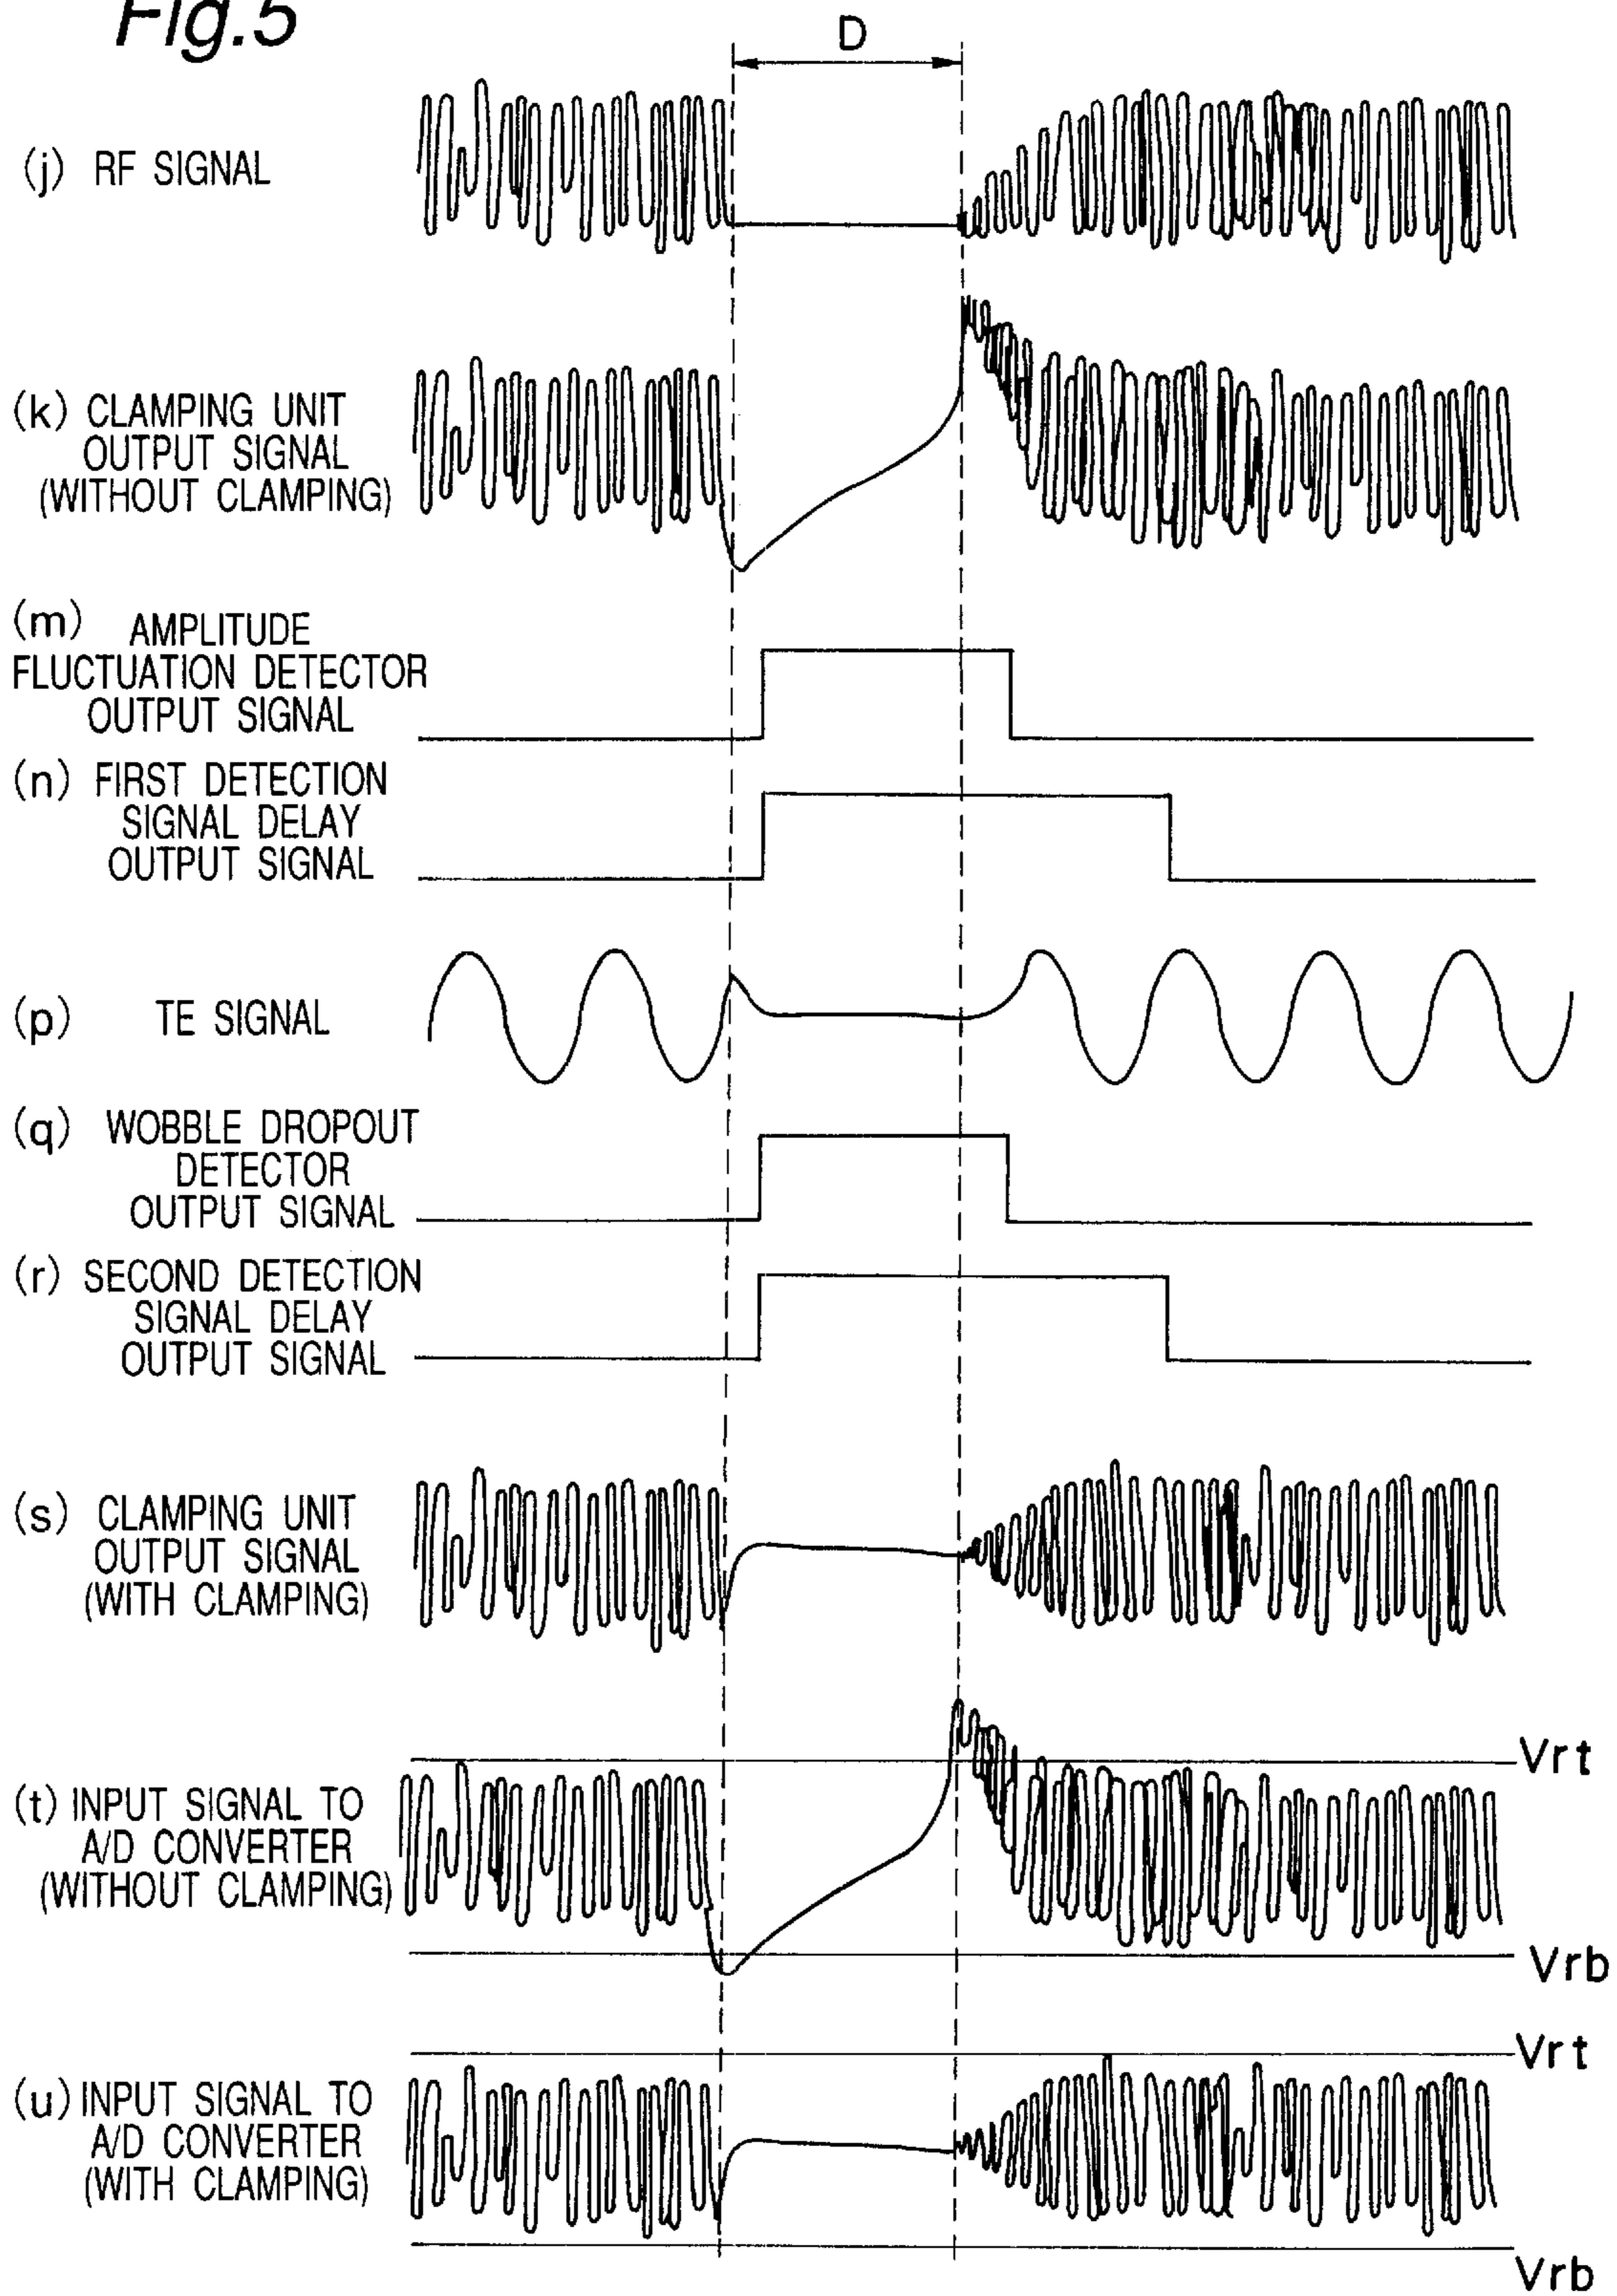 Fig.5
D
(j) RF SIGNAL
(k) CLAMPING UNIT
OUTPUT SIGNAL
(WITHOUT CLAMPING)
(m) AMPLITUDE
FLUCTUATION DETECTOR
OUTPUT SIGNAL
(n) FIRST DETECTION
SIGNAL DELAY
OUTPUT SIGNAL
(p) TE SIGNAL
(q) WOBBLE DROPOUT
DETECTOR
OUTPUT SIGNAL
(r) SECOND DETECTION
SIGNAL DELAY
OUTPUT SIGNAL
(s) CLAMPING UNIT
OUTPUT SIGNAL
(WITH CLAMPING)
Vrt
(t) INPUT SIGNAL TO
A/D CONVERTER
(WITHOUT CLAMPING)
Vrb
Vrt
(u) INPUT SIGNAL TO
A/D CONVERTER
(WITH CLAMPING)
Vrb